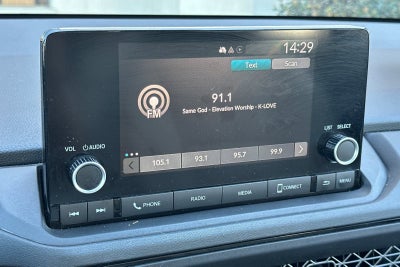 14:29
Text Scan
FM
91.1
Same God - Elevation Worship - K-LOVE
105.1 93.1 95.7 99.9
VOL AUDIO
LIST SELECT
PHONE RADIO MEDIA CONNECT MENU